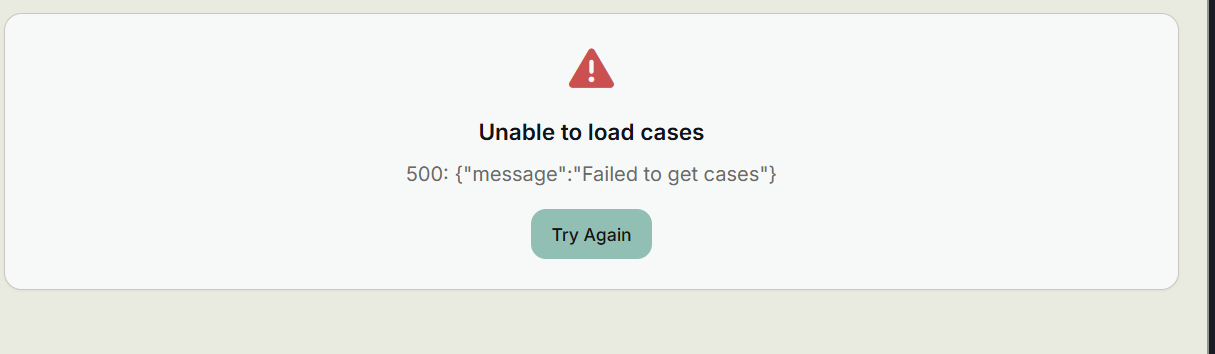 Unable to load cases
500: {"message":"Failed to get cases"}
Try Again